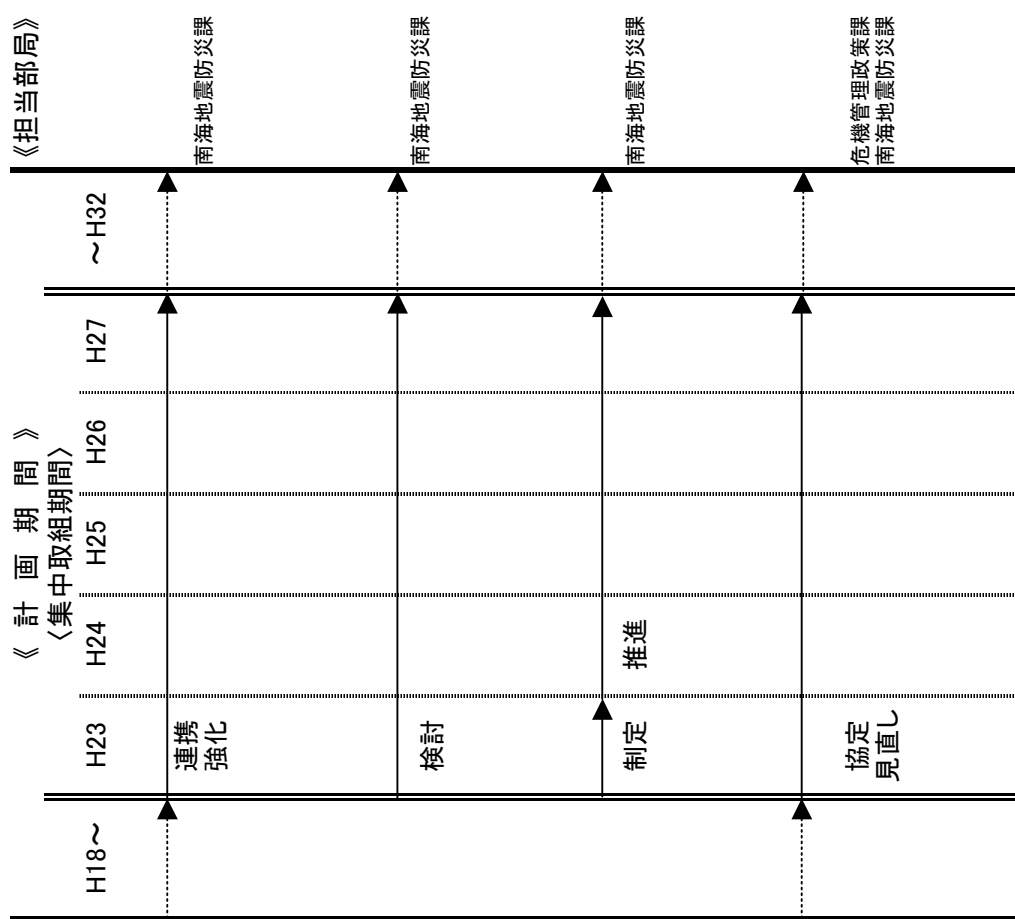 《 計 画 期 間 》
《担当部局》
〈集中取組期間〉
H18～
H23
H24
H25
H26
H27
～H32
連携
強化
南海地震防災課
検討
南海地震防災課
制定
推進
南海地震防災課
協定
見直し
危機管理政策課
南海地震防災課